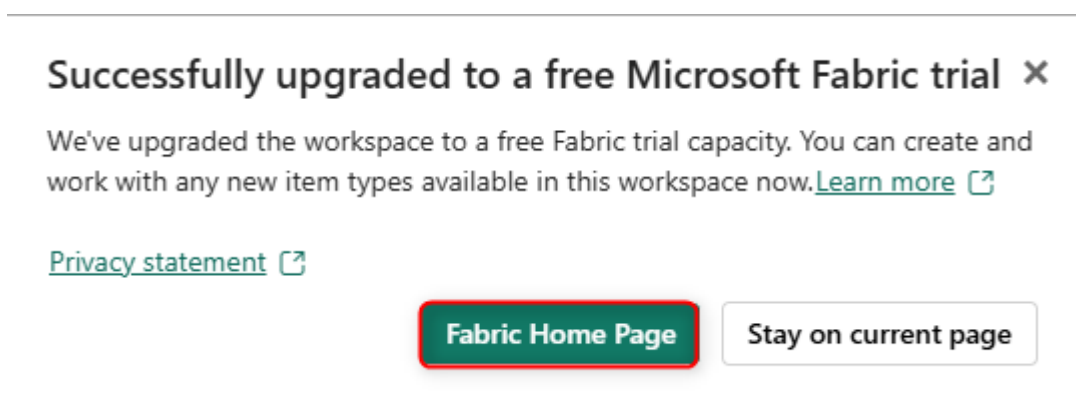 Successfully upgraded to a free Microsoft Fabric trial
We've upgraded the workspace to a free Fabric trial capacity. You can create and
work with any new item types available in this workspace now.Learn more
Privacy statement
Fabric Home Page
Stay on current page